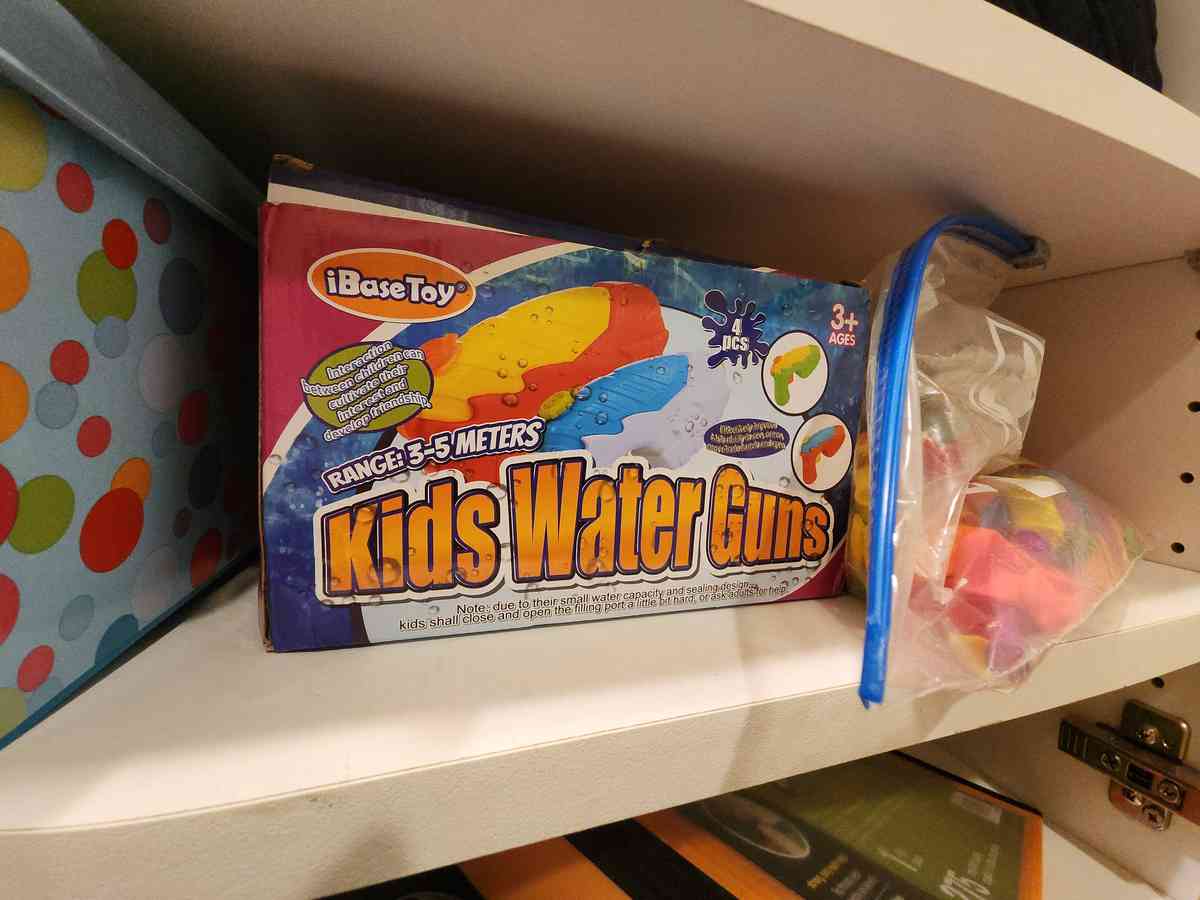 iBaseToy®
Interaction
between children can
cultivate their
interest and
develop friendship.
4
pcs
3+
AGES
RANGE: 3-5 METERS
Kids Water Guns
Note: due to their small water capacity and sealing design,
kids shall close and open the filling port a little bit hard, or ask adults for help.